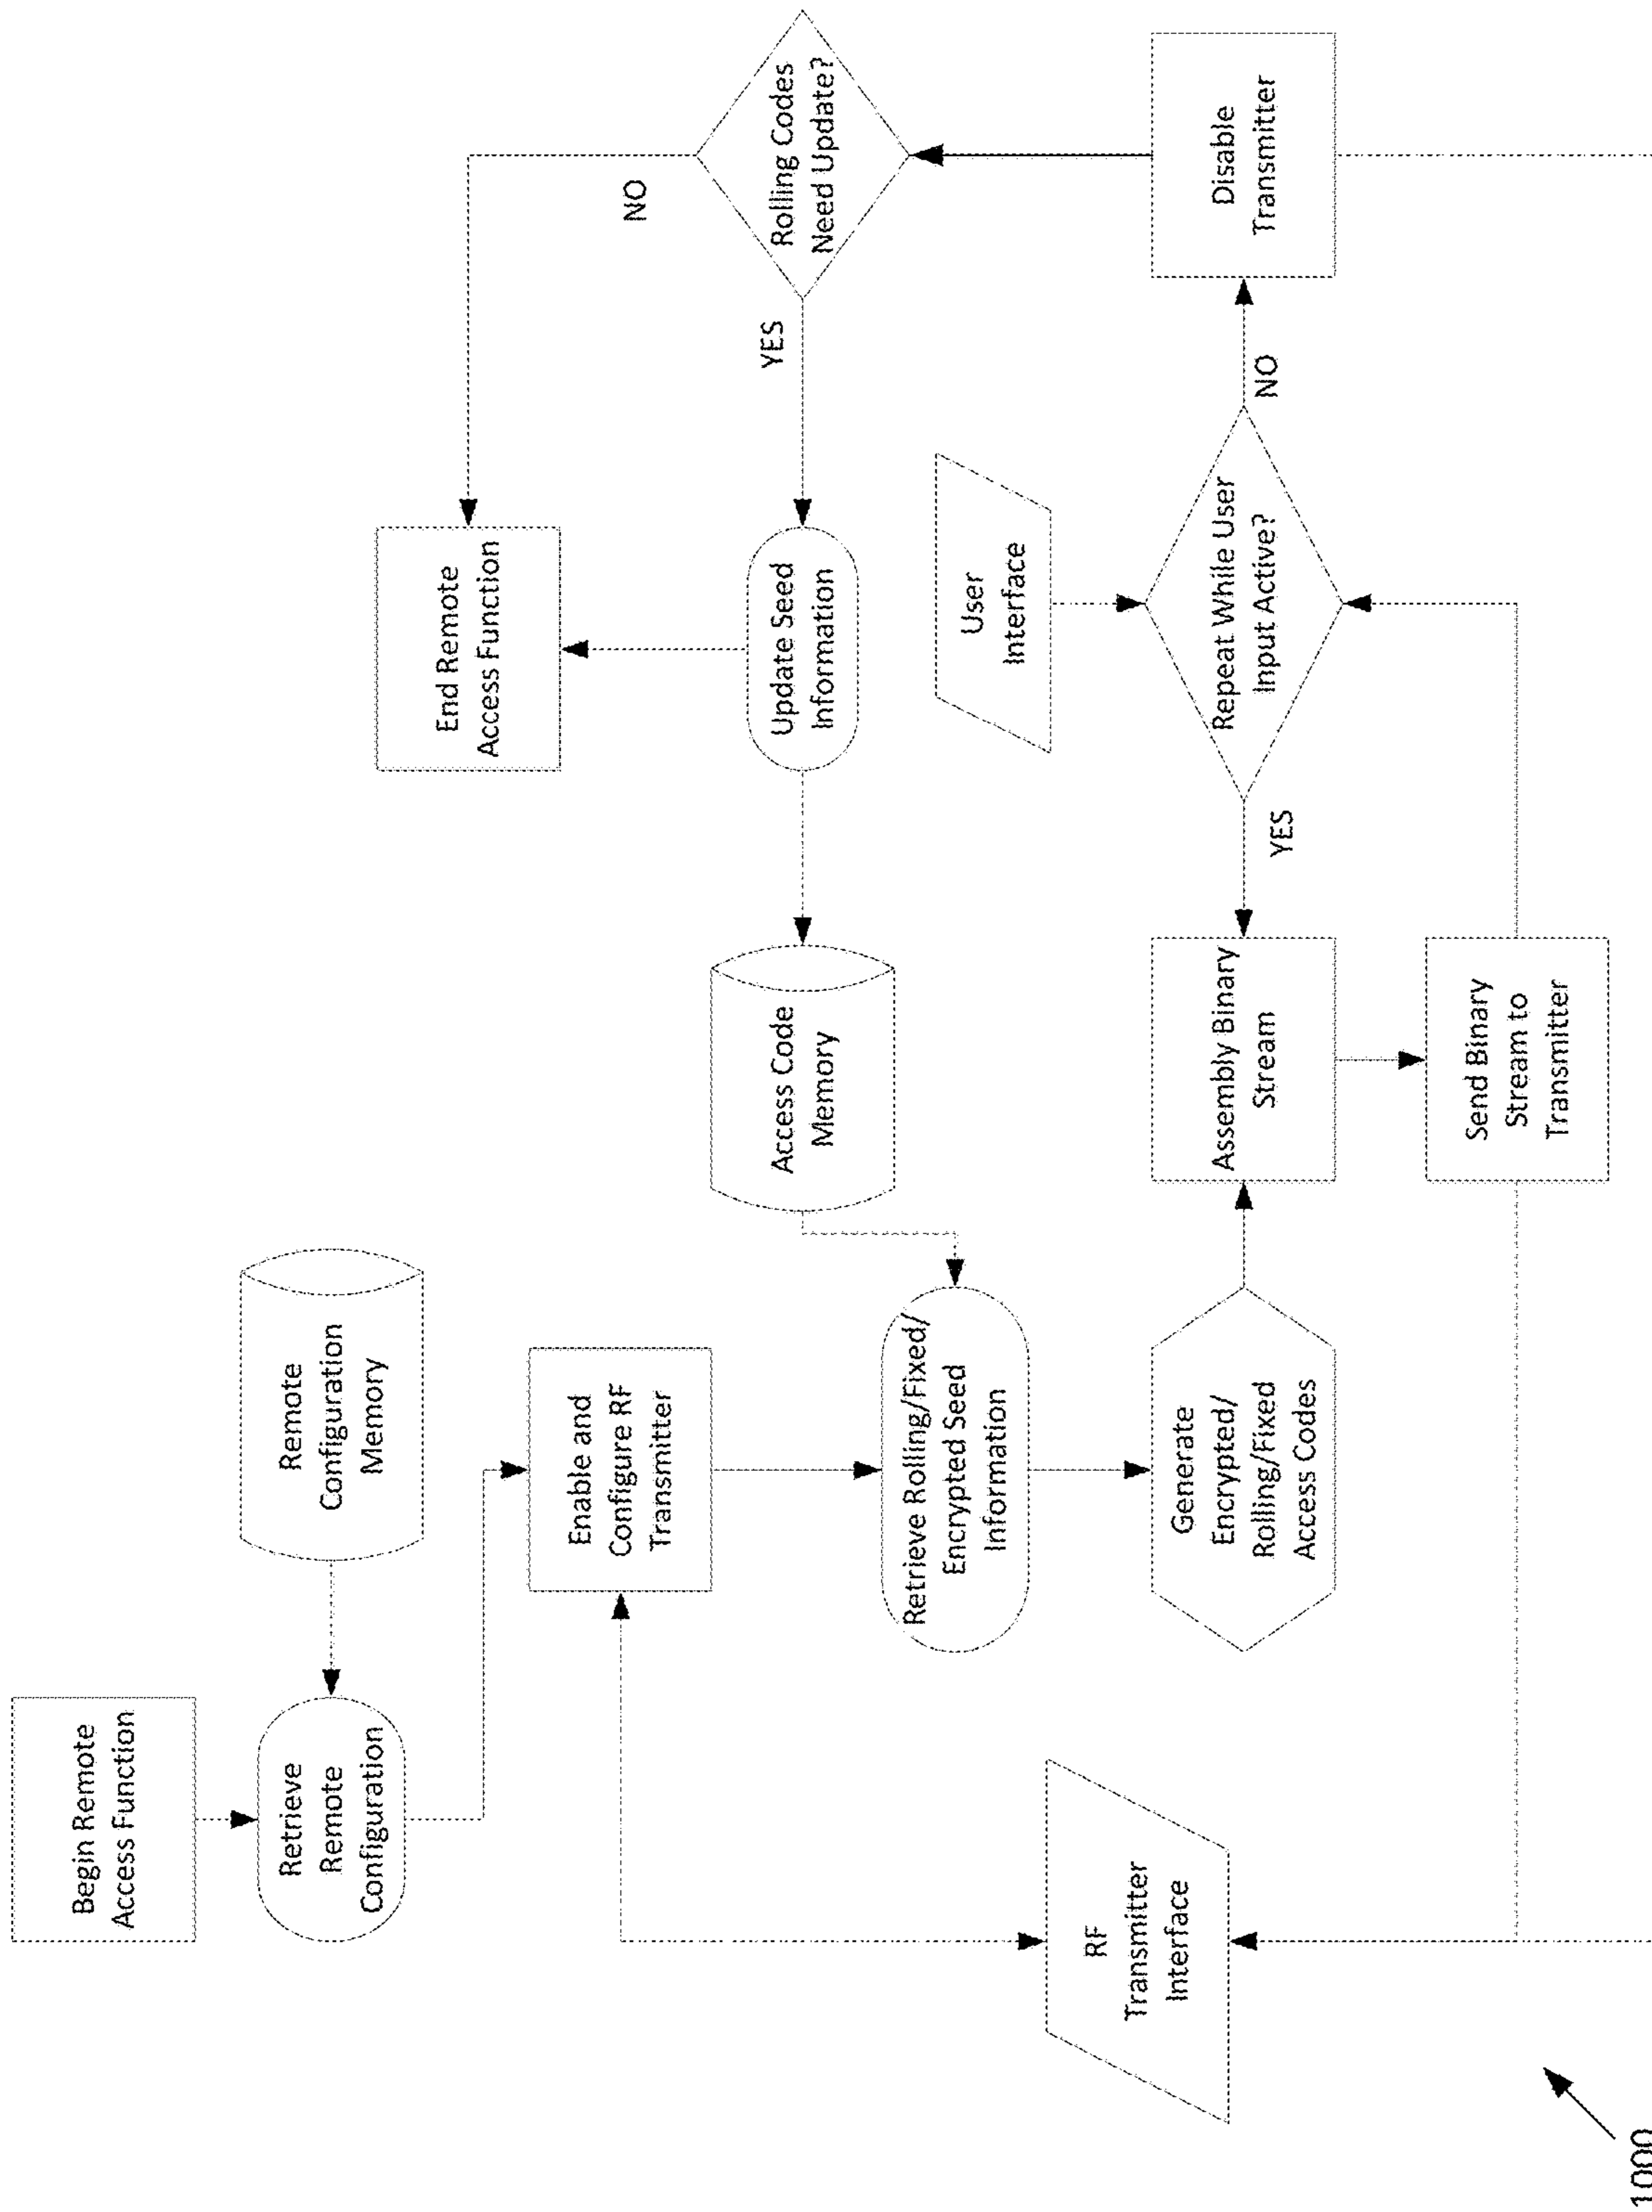 Begin Remote
Access Function
Retrieve
Remote
Configuration
Remote
Configuration
Memory
Enable and
Configure RF
Transmitter
RF
Transmitter
Interface
Retrieve Rolling/Fixed/
Encrypted Seed
Information
Generate
Encrypted/
Rolling/Fixed
Access Codes
Access Code
Memory
Assembly Binary
Stream
Send Binary
Stream to
Transmitter
End Remote
Access Function
Update Seed
Information
User
Interface
Repeat While User
Input Active?
YES
NO
Rolling Codes
Need Update?
YES
NO
Disable
Transmitter
1000